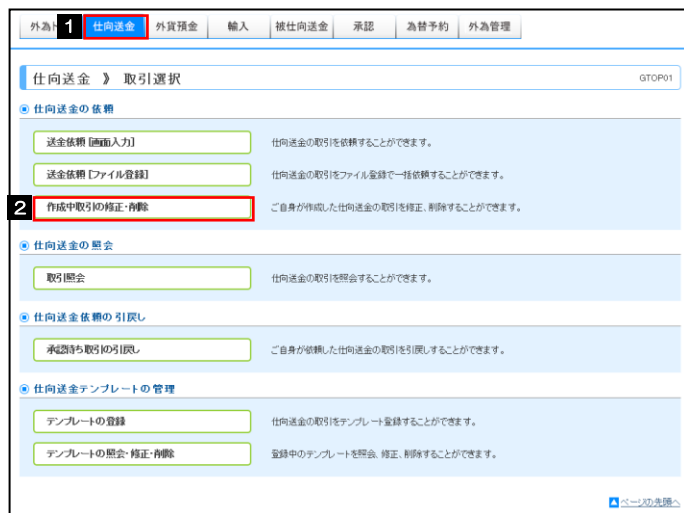 外為ト 1 仕向送金 外貨預金 輸入 被仕向送金 承認 為替予約 外為管理
仕向送金 》 取引選択 GTOP01
仕向送金の依頼
送金依頼［画面入力］ 仕向送金の取引を依頼することができます。
送金依頼［ファイル登録］ 仕向送金の取引をファイル登録で一括依頼することができます。
2 作成中取引の修正・削除 ご自身が作成した仕向送金の取引を修正、削除することができます。
仕向送金の照会
取引照会 仕向送金の取引を照会することができます。
仕向送金依頼の引戻し
承認待ち取引の引戻し ご自身が依頼した仕向送金の取引を引戻しすることができます。
仕向送金テンプレートの管理
テンプレートの登録 仕向送金の取引をテンプレート登録することができます。
テンプレートの照会・修正・削除 登録中のテンプレートを照会、修正、削除することができます。
ページの先頭へ